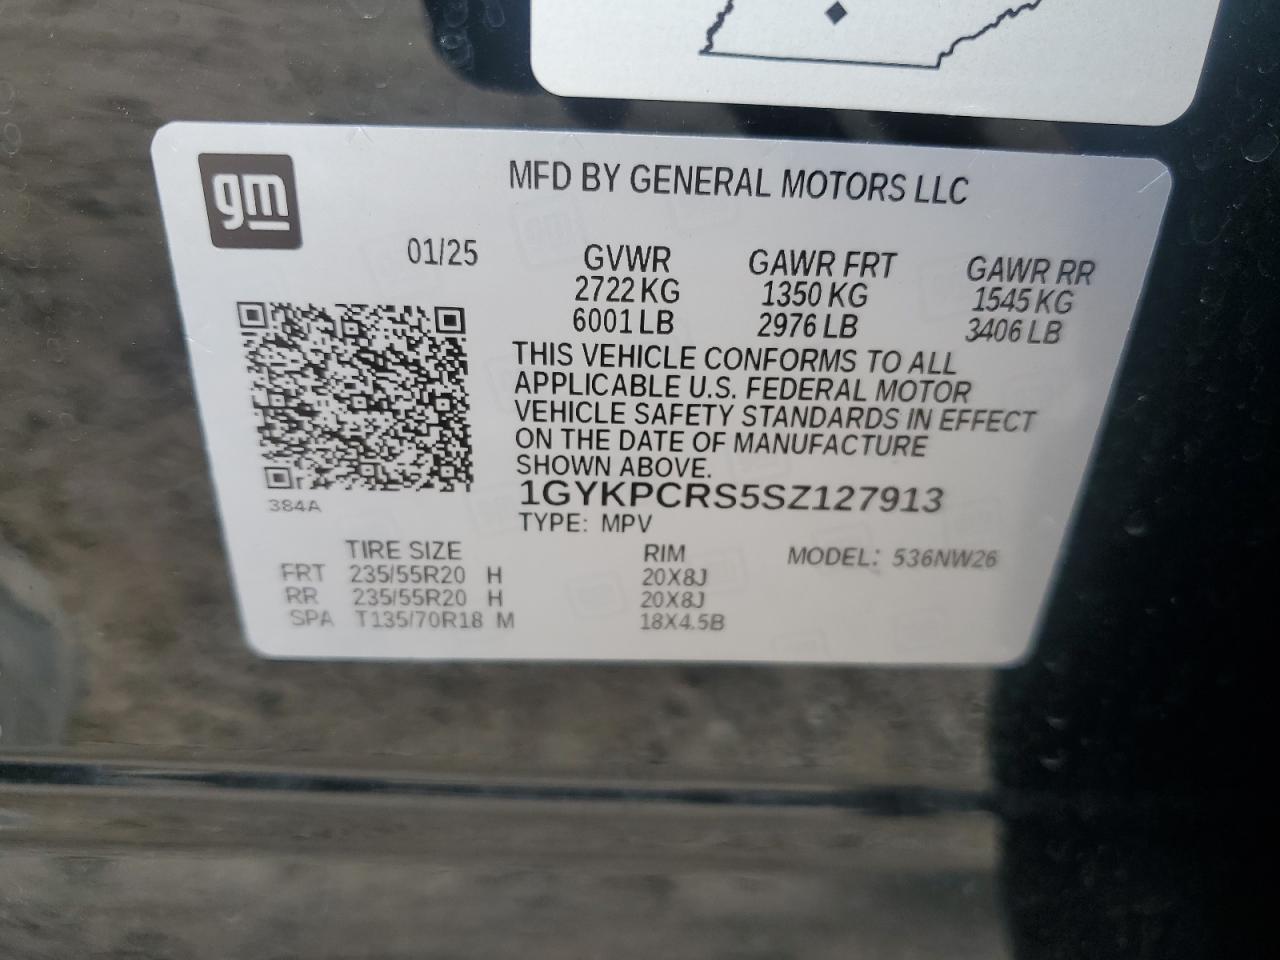 gm
MFD BY GENERAL MOTORS LLC
01/25 GVWR GAWR FRT GAWR RR
2722 KG 1350 KG 1545 KG
6001 LB 2976 LB 3406 LB
THIS VEHICLE CONFORMS TO ALL
APPLICABLE U.S. FEDERAL MOTOR
VEHICLE SAFETY STANDARDS IN EFFECT
ON THE DATE OF MANUFACTURE
SHOWN ABOVE.
384A
1GYKPCRS5SZ127913
TYPE: MPV
TIRE SIZE RIM MODEL: 536NW26
FRT 235/55R20 H 20X8J
RR 235/55R20 H 20X8J
SPA T135/70R18 M 18X4.5B